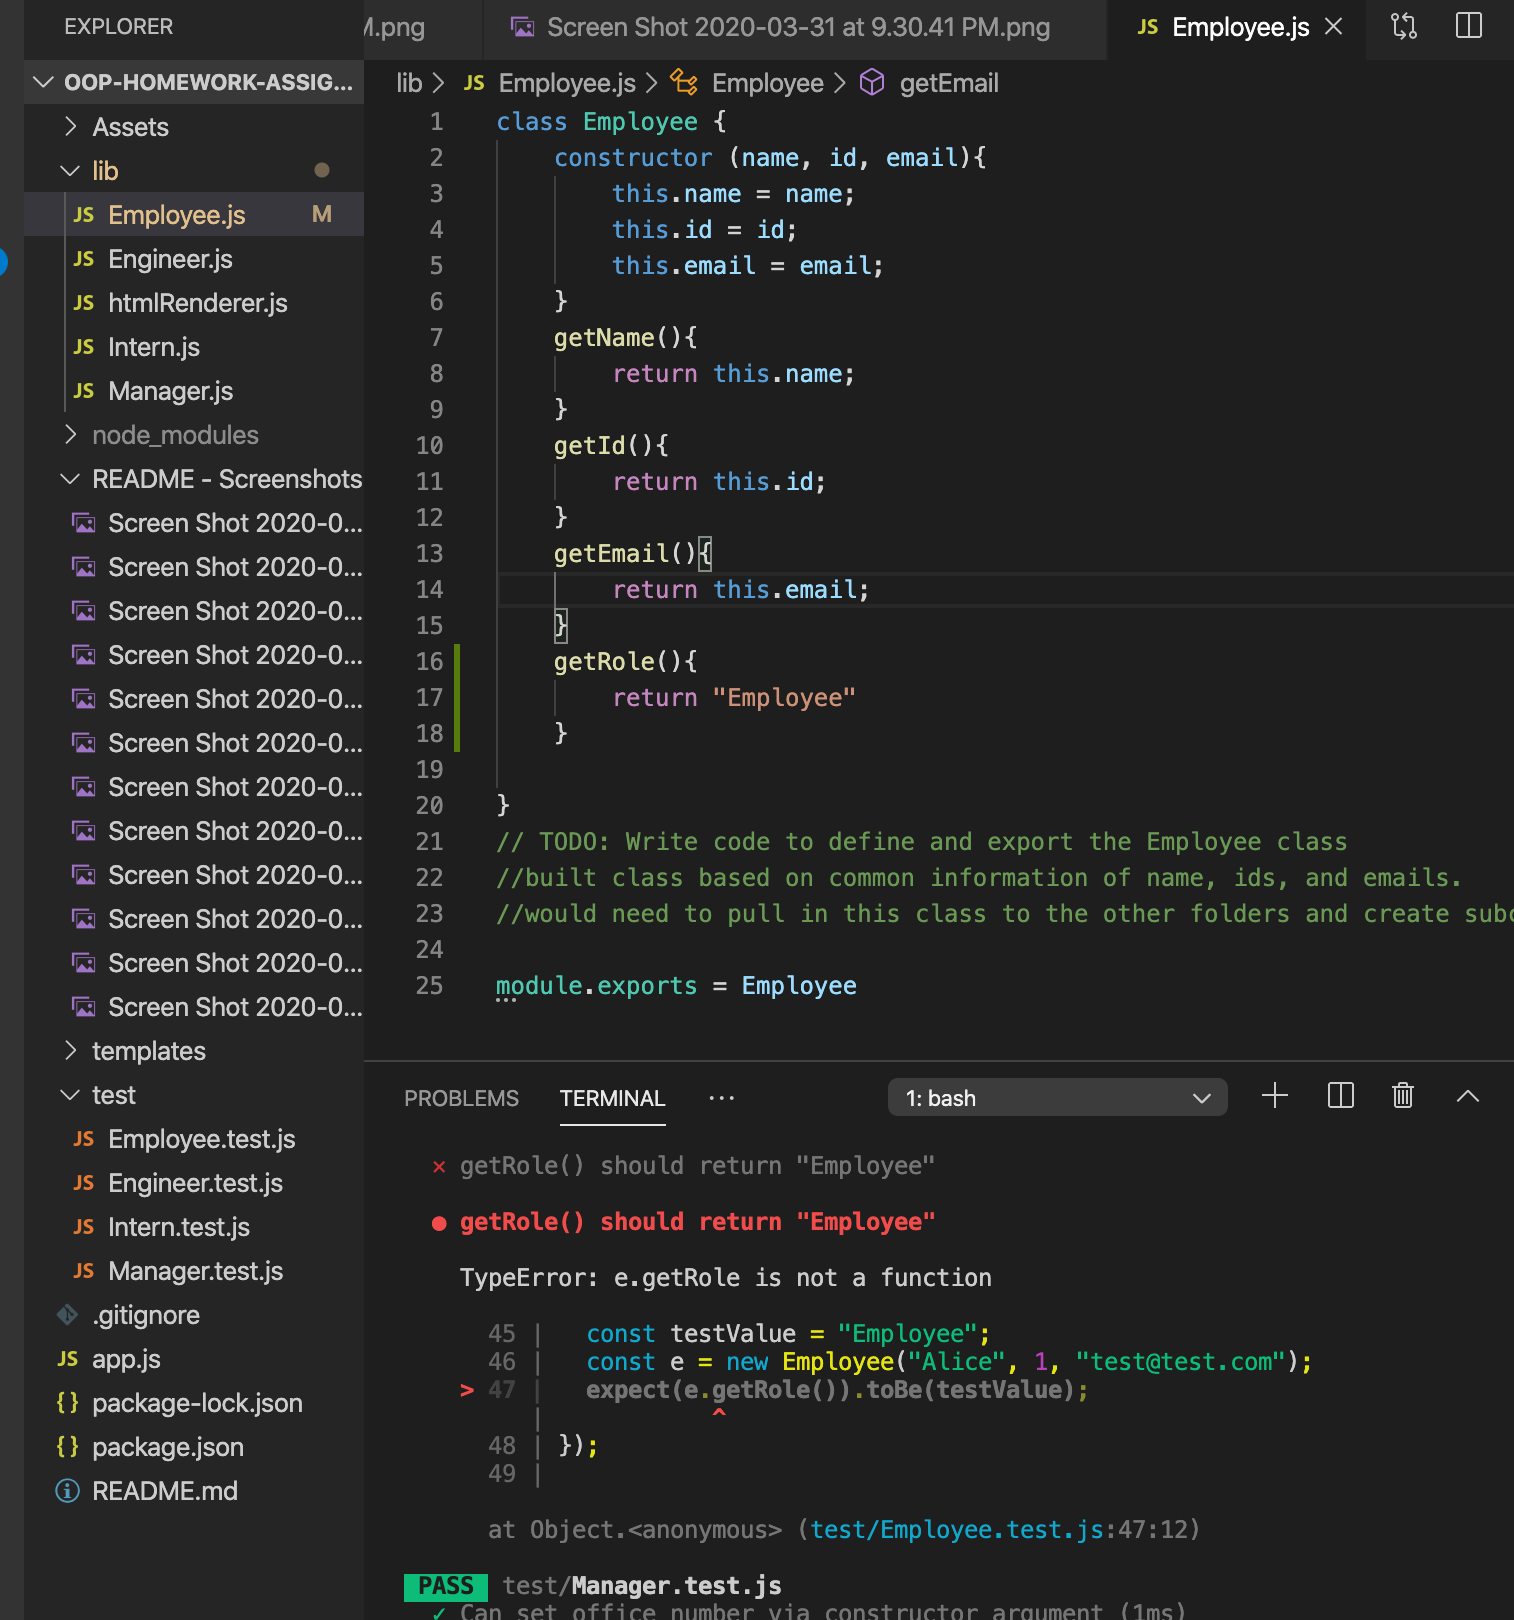 EXPLORER
M.png
Screen Shot 2020-03-31 at 9.30.41 PM.png
JS Employee.js
OOP-HOMEWORK-ASSIG...
Assets
lib
JS Employee.js M
JS Engineer.js
JS htmlRenderer.js
JS Intern.js
JS Manager.js
node_modules
README - Screenshots
Screen Shot 2020-0...
Screen Shot 2020-0...
Screen Shot 2020-0...
Screen Shot 2020-0...
Screen Shot 2020-0...
Screen Shot 2020-0...
Screen Shot 2020-0...
Screen Shot 2020-0...
Screen Shot 2020-0...
Screen Shot 2020-0...
Screen Shot 2020-0...
Screen Shot 2020-0...
templates
test
JS Employee.test.js
JS Engineer.test.js
JS Intern.test.js
JS Manager.test.js
.gitignore
JS app.js
{} package-lock.json
{} package.json
README.md
lib > JS Employee.js > Employee > getEmail
1 class Employee {
2 constructor (name, id, email){
3 this.name = name;
4 this.id = id;
5 this.email = email;
6 }
7 getName(){
8 return this.name;
9 }
10 getId(){
11 return this.id;
12 }
13 getEmail(){
14 return this.email;
15 }
16 getRole(){
17 return "Employee"
18 }
19
20 }
21 // TODO: Write code to define and export the Employee class
22 //built class based on common information of name, ids, and emails.
23 //would need to pull in this class to the other folders and create
24
25 module.exports = Employee
PROBLEMS TERMINAL ... 1: bash
✕ getRole() should return "Employee"
● getRole() should return "Employee"
TypeError: e.getRole is not a function
45 | const testValue = "Employee";
46 | const e = new Employee("Alice", 1, "test@test.com");
> 47 | expect(e.getRole()).toBe(testValue);
| ^
48 | });
49 |
at Object.<anonymous> (test/Employee.test.js:47:12)
PASS test/Manager.test.js
✓ Can set office number via constructor argument (1ms)